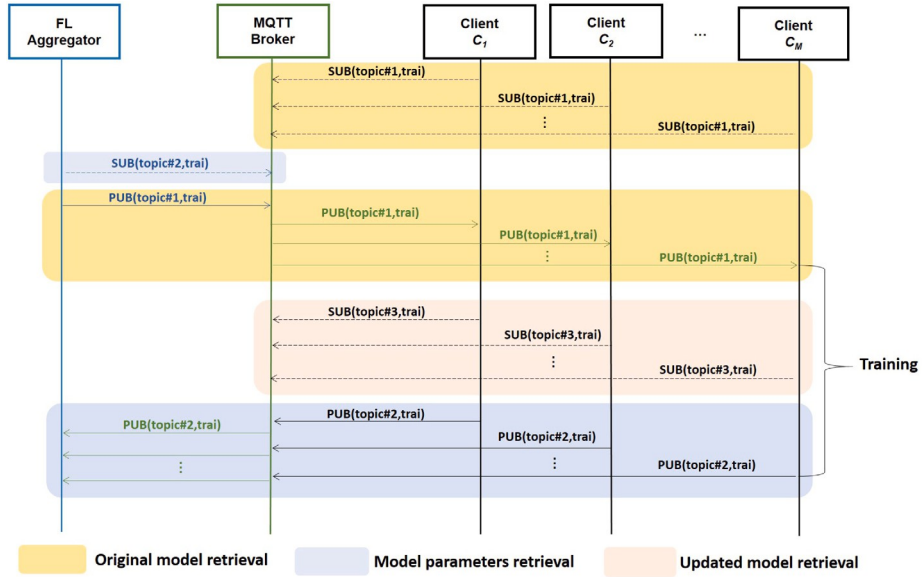 FL
Aggregator
MQTT
Broker
Client
C1
Client
C2
...
Client
CM
SUB(topic#1,trai)
SUB(topic#1,trai)
SUB(topic#1,trai)
SUB(topic#2,trai)
PUB(topic#1,trai)
PUB(topic#1,trai)
PUB(topic#1,trai)
PUB(topic#1,trai)
SUB(topic#3,trai)
SUB(topic#3,trai)
SUB(topic#3,trai)
Training
PUB(topic#2,trai)
PUB(topic#2,trai)
PUB(topic#2,trai)
PUB(topic#2,trai)
Original model retrieval
Model parameters retrieval
Updated model retrieval